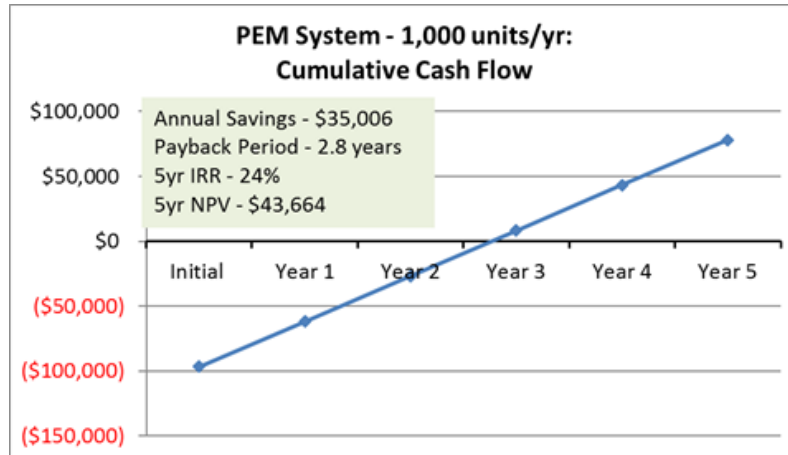 PEM System - 1,000 units/yr:
Cumulative Cash Flow
$100,000
Annual Savings - $35,006
Payback Period - 2.8 years
5yr IRR - 24%
5yr NPV - $43,664
$50,000
$0
Initial Year 1 Year 2 Year 3 Year 4 Year 5
($50,000)
($100,000)
($150,000)